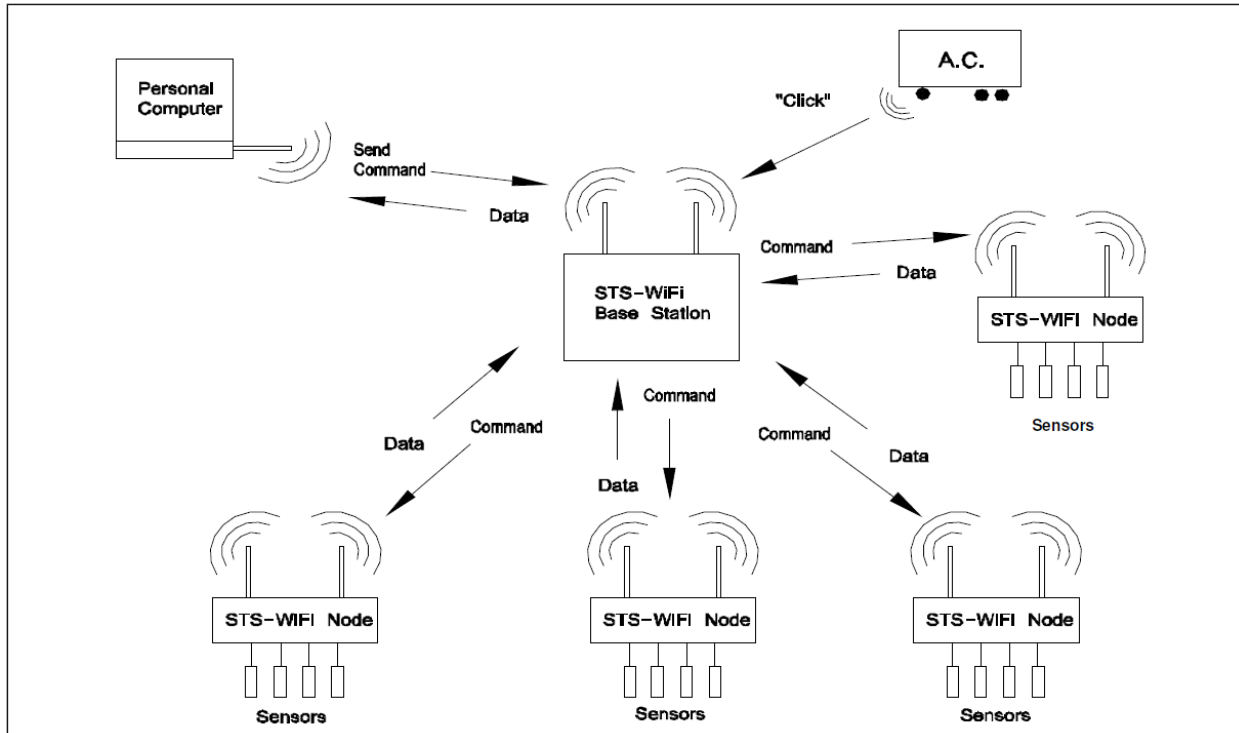 Personal
Computer
A.C.
"Click"
Send
Command
Data
STS-WiFi
Base Station
Command
Data
STS-WIFI Node
Sensors
Data
Command
Data
Command
Command
Data
STS-WIFI Node
Sensors
STS-WIFI Node
Sensors
STS-WIFI Node
Sensors